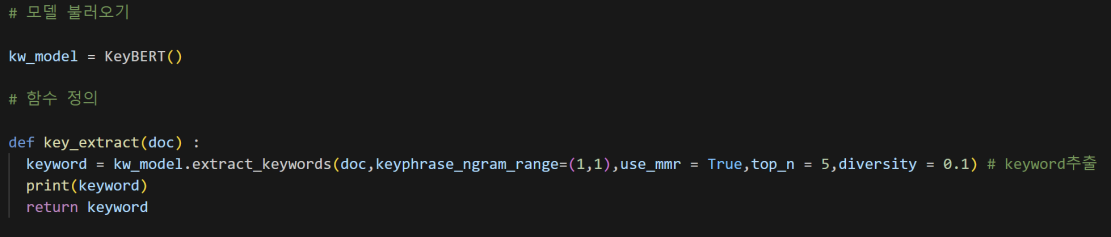 # 모델 불러오기
kw_model = KeyBERT()
# 함수 정의
def key_extract(doc) :
keyword = kw_model.extract_keywords(doc,keyphrase_ngram_range=(1,1),use_mmr = True,top_n = 5,diversity = 0.1) # keyword추출
print(keyword)
return keyword